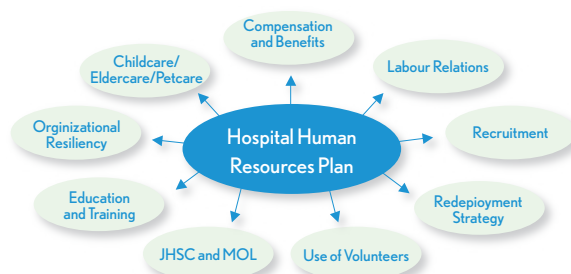 Compensation
and Benefits
Childcare/
Eldercare/Petcare
Labour Relations
Orginizational
Resiliency
Hospital Human
Resources Plan
Recruitment
Education
and Training
Redepioyment
Strategy
JHSC and MOL
Use of Volunteers